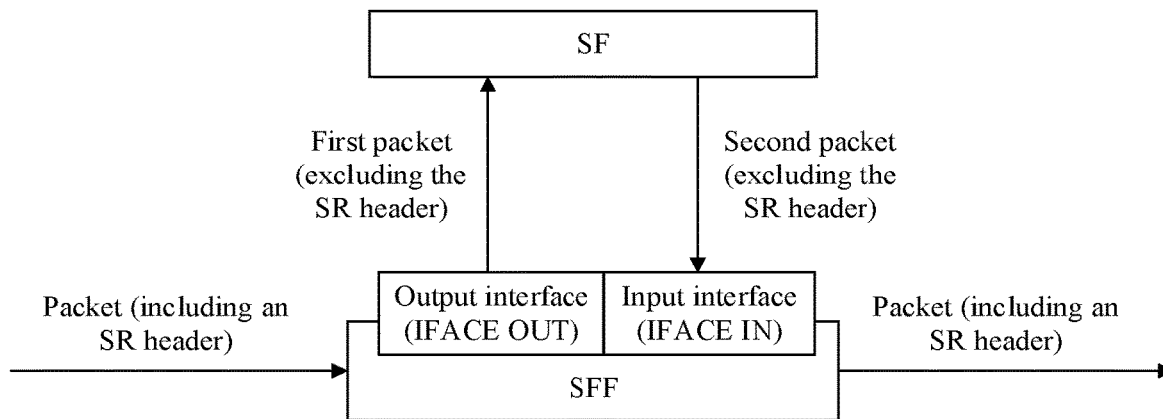 SF
First packet
(excluding the
SR header)
Second packet
(excluding the
SR header)
Packet (including an
SR header)
Output interface
(IFACE OUT)
Input interface
(IFACE IN)
Packet (including an
SR header)
SFF